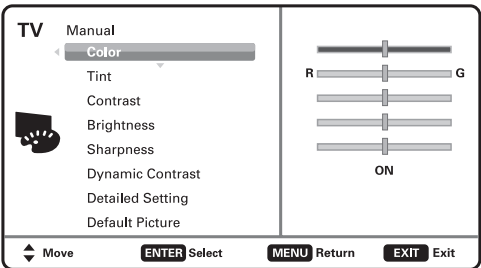 TV Manual
Color
Tint R G
Contrast
Brightness
Sharpness
Dynamic Contrast ON
Detailed Setting
Default Picture
Move ENTER Select MENU Return EXIT Exit